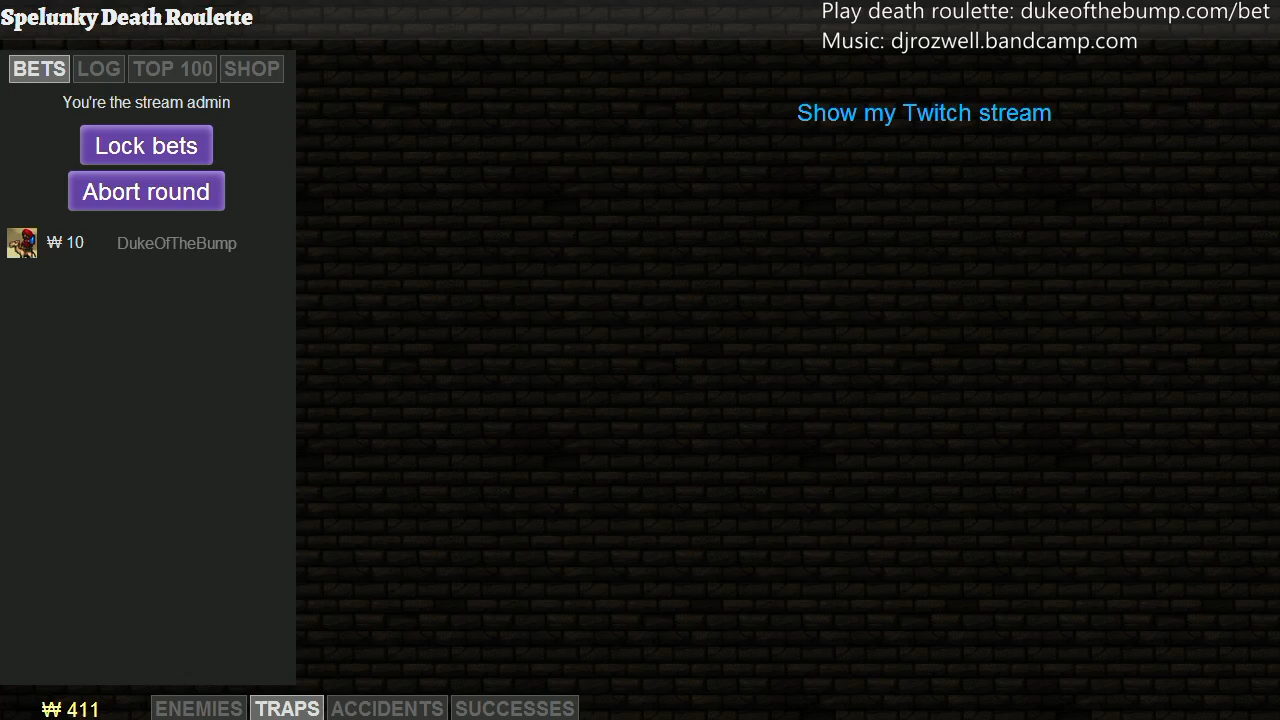 Spelunky Death Roulette
Play death roulette: dukeofthebump.com/bet
Music: djrozwell.bandcamp.com
BETS LOG TOP 100 SHOP
You're the stream admin
Lock bets
Abort round
₩ 10 DukeOfTheBump
Show my Twitch stream
₩ 411
ENEMIES TRAPS ACCIDENTS SUCCESSES